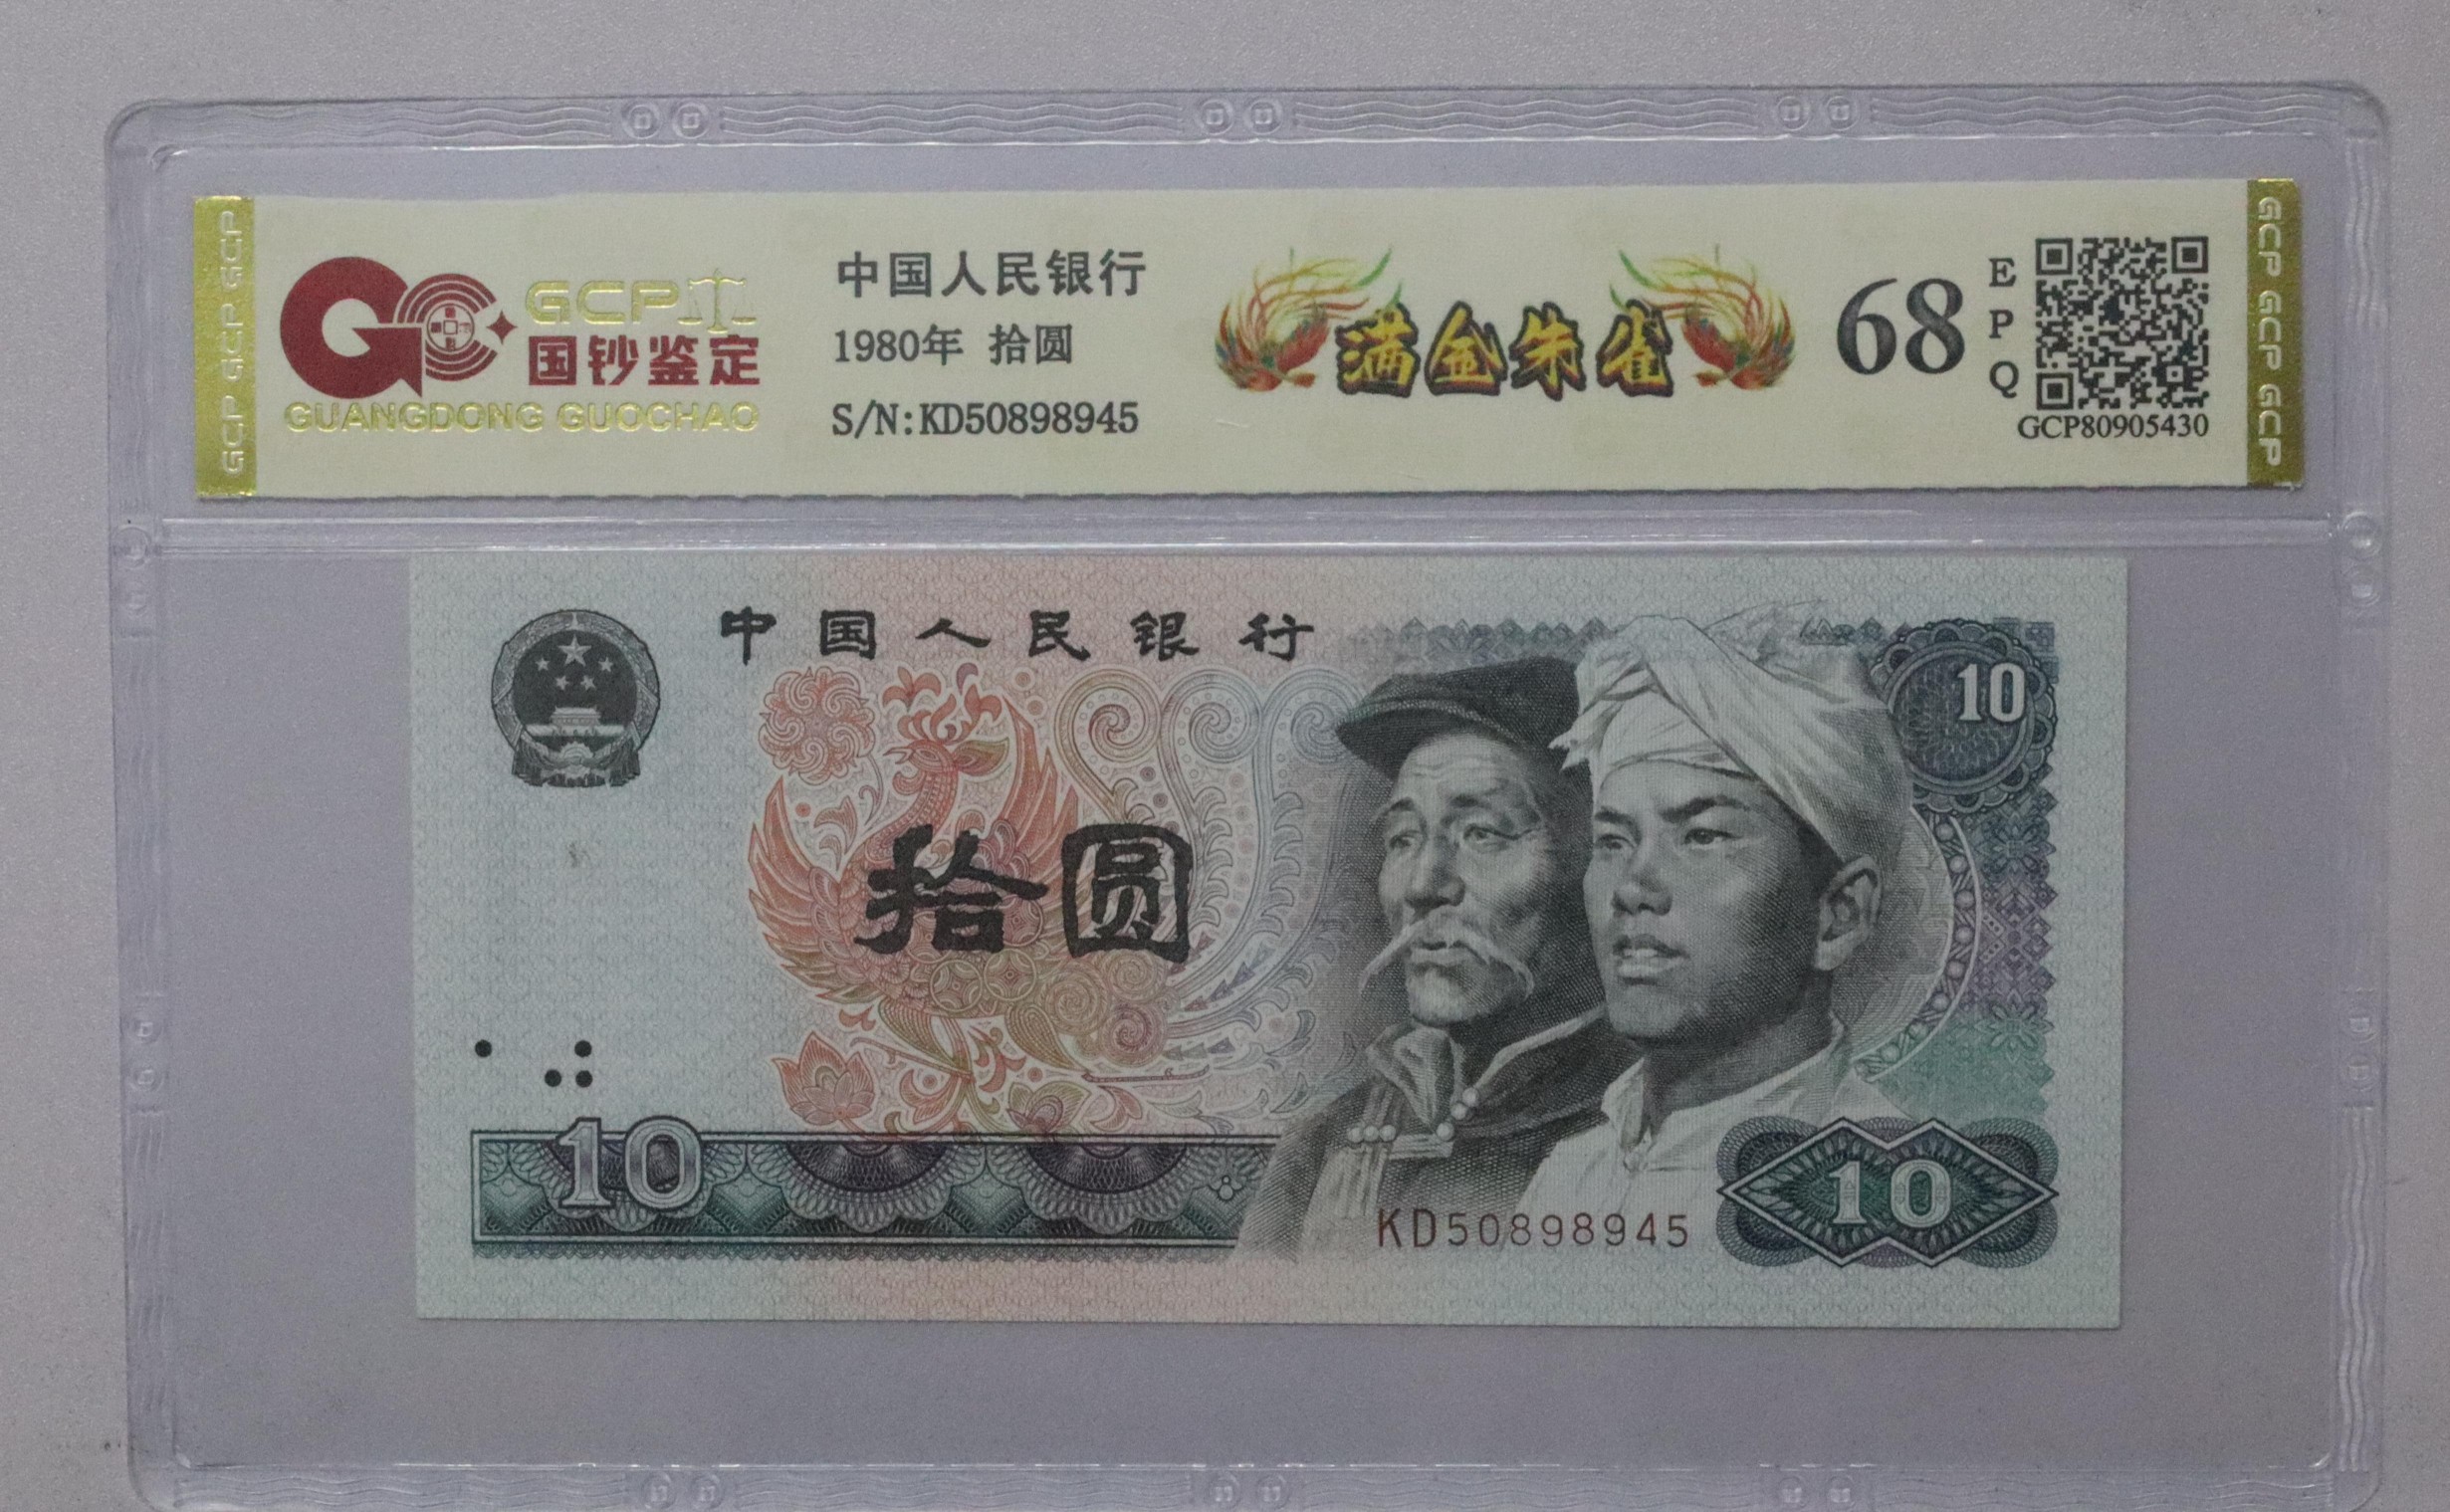 GCP GCP GCP GCP
GCP
国钞鉴定
GUANGDONG GUOCHAO
中国人民银行
1980年 拾圆
S/N:KD50898945
满金朱雀
68
EPQ
GCP80905430
GCP GCP GCP GCP
中国人民银行
10
拾圆
10
KD50898945
10